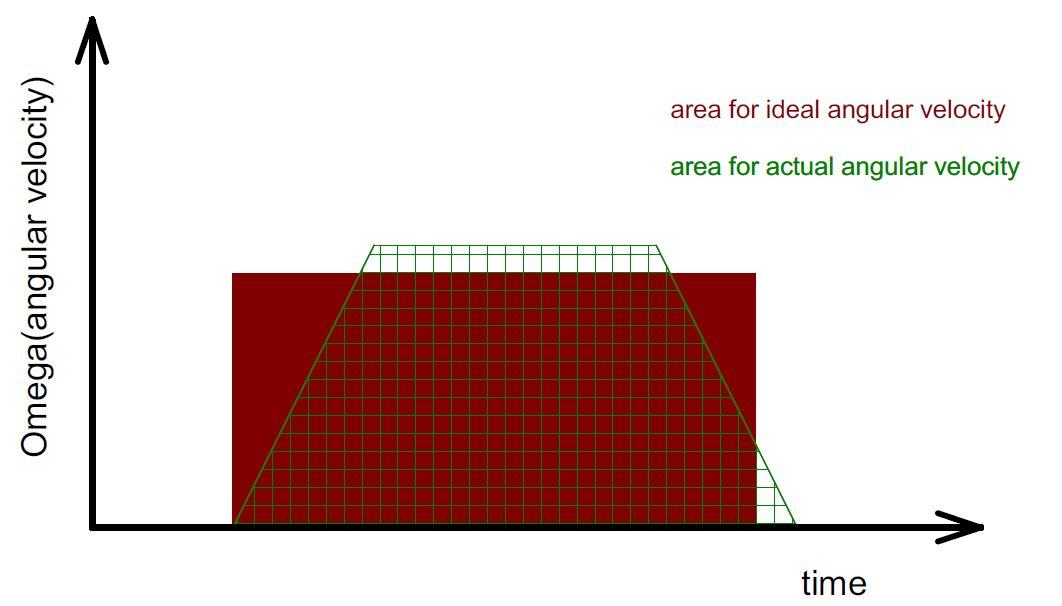 Omega(angular velocity)
area for ideal angular velocity
area for actual angular velocity
time